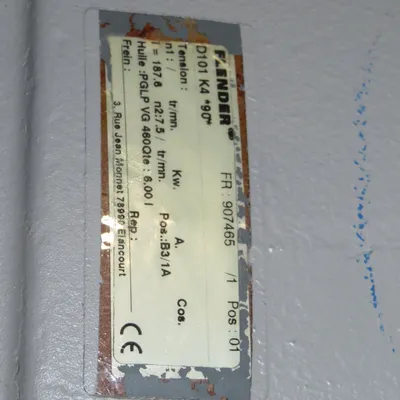 FLENDER
FR : 907465 /1 Pos : 01
D101 K4 *90*
Tension : Kw. A. Cos.
n1 : / tr/mn. Pos.:B3/1A
i = 187.6 n2:7,5 / tr/mn.
Huile :PGLP VG 460Qte : 6,00 l
Frein : Rep :
3, Rue Jean Monnet 78990 Elancourt
CE